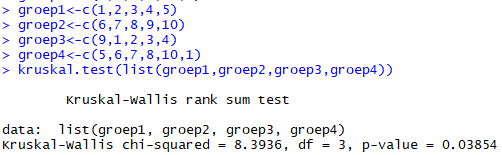 > groep1<-c(1,2,3,4,5)
> groep2<-c(6,7,8,9,10)
> groep3<-c(9,1,2,3,4)
> groep4<-c(5,6,7,8,10,1)
> kruskal.test(list(groep1,groep2,groep3,groep4))
Kruskal-Wallis rank sum test
data:  list(groep1, groep2, groep3, groep4)
Kruskal-Wallis chi-squared = 8.3936, df = 3, p-value = 0.03854